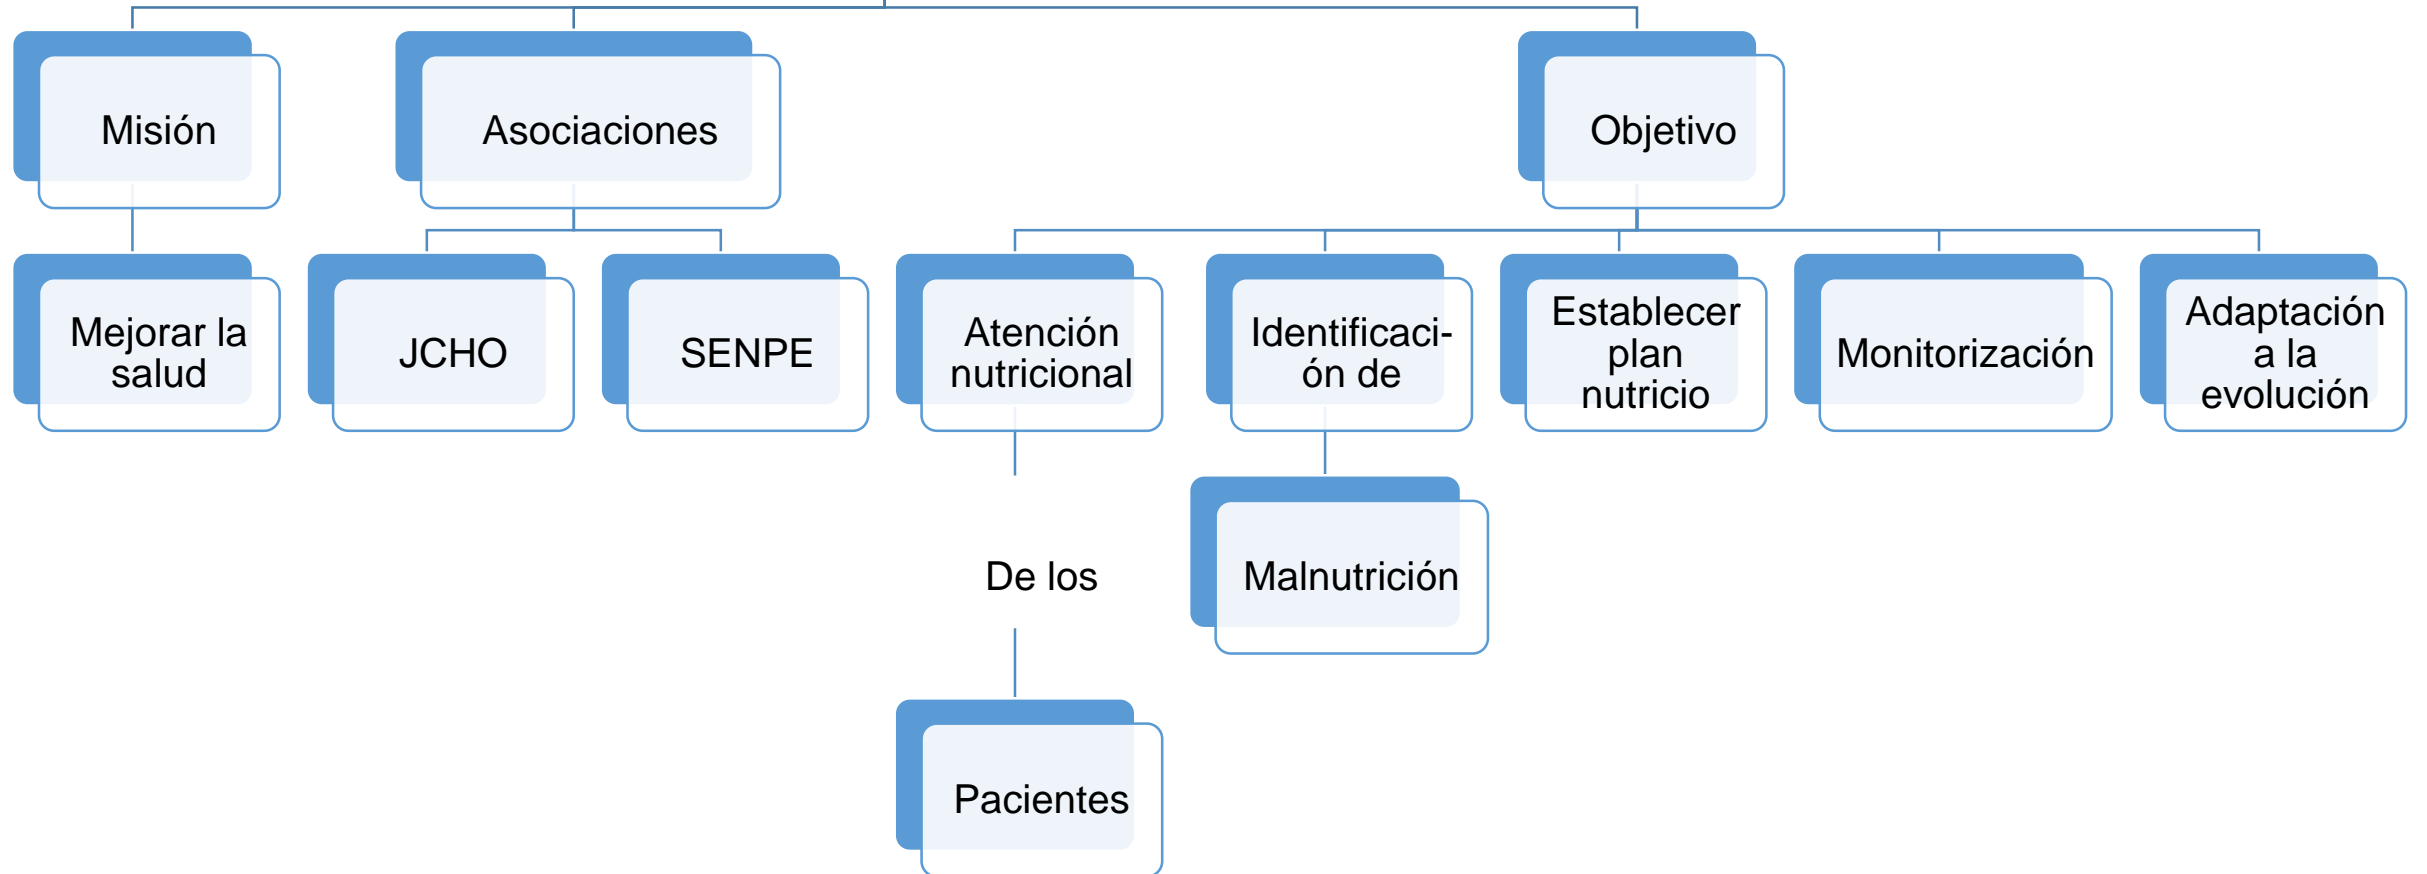 Misión
Asociaciones
Objetivo
Mejorar la
salud
JCHO
SENPE
Atención
nutricional
Identificaci-
ón de
Establecer
plan
nutricio
Monitorización
Adaptación
a la
evolución
De los
Malnutrición
Pacientes